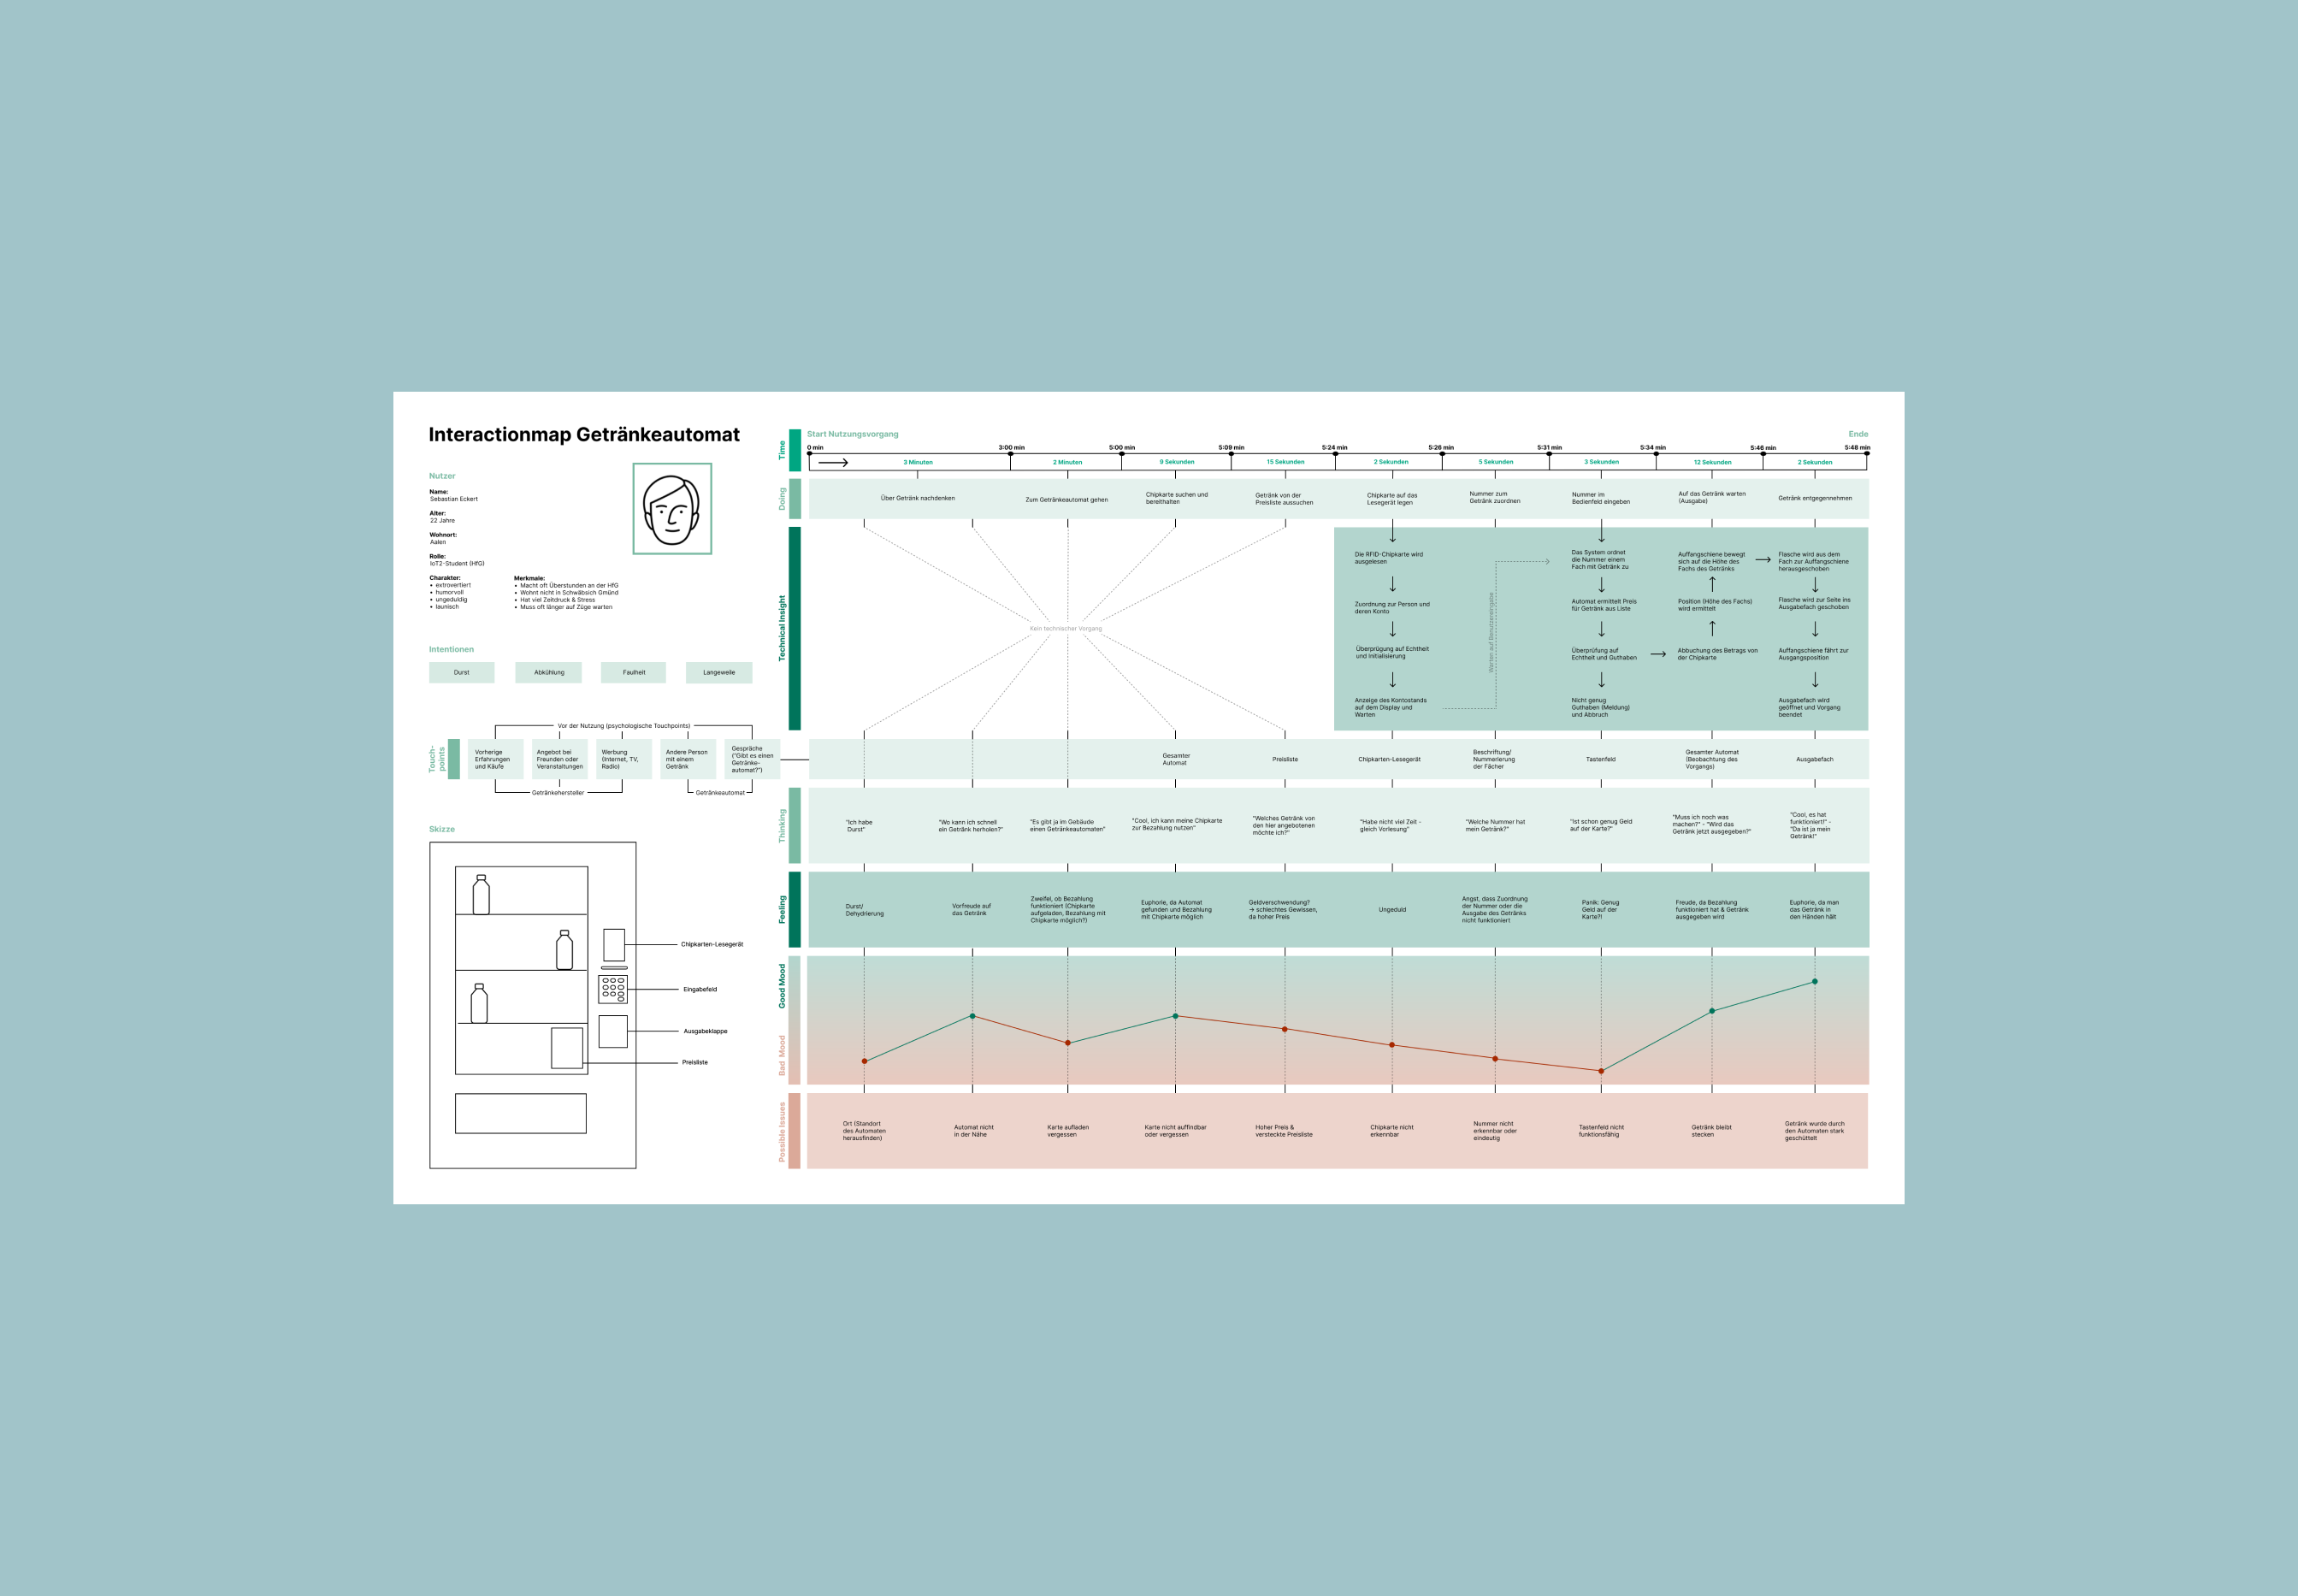 Interactionmap Getränkeautomat
Nutzer
Name:
Sebastian Eckert
Alter:
22 Jahre
Wohnort:
Aalen
Rolle:
IoT2-Student (HfG)
Charakter:
• extrovertiert
• humorvoll
• ungeduldig
• launisch
Merkmale:
• Macht oft Überstunden an der HfG
• Wohnt nicht in Schwäbsich Gmünd
• Hat viel Zeitdruck & Stress
• Muss oft länger auf Züge warten
Intentionen
Durst
Abkühlung
Faulheit
Langeweile
Vor der Nutzung (psychologische Touchpoints)
Touch-
points
Vorherige
Erfahrungen
und Käufe
Angebot bei
Freunden oder
Veranstaltungen
Werbung
(Internet, TV,
Radio)
Andere Person
mit einem
Getränk
Gespräche
("Gibt es einen
Getränke-
automat?")
Getränkehersteller
Getränkeautomat
Skizze
Chipkarten-Lesegerät
Eingabefeld
Ausgabeklappe
Preisliste
Time
Start Nutzungsvorgang
Ende
0 min
3:00 min
5:00 min
5:09 min
5:24 min
5:26 min
5:31 min
5:34 min
5:46 min
5:48 min
3 Minuten
2 Minuten
9 Sekunden
15 Sekunden
2 Sekunden
5 Sekunden
3 Sekunden
12 Sekunden
2 Sekunden
Doing
Über Getränk nachdenken
Zum Getränkeautomat gehen
Chipkarte suchen und
bereithalten
Getränk von der
Preisliste aussuchen
Chipkarte auf das
Lesegerät legen
Nummer zum
Getränk zuordnen
Nummer im
Bedienfeld eingeben
Auf das Getränk warten
(Ausgabe)
Getränk entgegennehmen
Technical Insight
Kein technischer Vorgang
Die RFID-Chipkarte wird
ausgelesen
Zuordnung zur Person und
deren Konto
Überprügung auf Echtheit
und Initialisierung
Anzeige des Kontostands
auf dem Display und
Warten
Warten auf Benutzereingabe
Das System ordnet
die Nummer einem
Fach mit Getränk zu
Automat ermittelt Preis
für Getränk aus Liste
Überprüfung auf
Echtheit und Guthaben
Nicht genug
Guthaben (Meldung)
und Abbruch
Auffangschiene bewegt
sich auf die Höhe des
Fachs des Getränks
Position (Höhe des Fachs)
wird ermittelt
Abbuchung des Betrags von
der Chipkarte
Flasche wird aus dem
Fach zur Auffangschiene
herausgeschoben
Flasche wird zur Seite ins
Ausgabefach geschoben
Auffangschiene fährt zur
Ausgangsposition
Ausgabefach wird
geöffnet und Vorgang
beendet
Gesamter
Automat
Preisliste
Chipkarten-Lesegerät
Beschriftung/
Nummerierung
der Fächer
Tastenfeld
Gesamter Automat
(Beobachtung des
Vorgangs)
Ausgabefach
Thinking
"Ich habe
Durst"
"Wo kann ich schnell
ein Getränk herholen?"
"Es gibt ja im Gebäude
einen Getränkeautomaten"
"Cool, ich kann meine Chipkarte
zur Bezahlung nutzen"
"Welches Getränk von
den hier angebotenen
möchte ich?"
"Habe nicht viel Zeit -
gleich Vorlesung"
"Welche Nummer hat
mein Getränk?"
"Ist schon genug Geld
auf der Karte?"
"Muss ich noch was
machen?" - "Wird das
Getränk jetzt ausgegeben?"
"Cool, es hat
funktioniert!" -
"Da ist ja mein
Getränk!"
Feeling
Durst/
Dehydrierung
Vorfreude auf
das Getränk
Zweifel, ob Bezahlung
funktioniert (Chipkarte
aufgeladen, Bezahlung mit
Chipkarte möglich?)
Euphorie, da Automat
gefunden und Bezahlung
mit Chipkarte möglich
Geldverschwendung?
→ schlechtes Gewissen,
da hoher Preis
Ungeduld
Angst, dass Zuordnung
der Nummer oder die
Ausgabe des Getränks
nicht funktioniert
Panik: Genug
Geld auf der
Karte?!
Freude, da Bezahlung
funktioniert hat & Getränk
ausgegeben wird
Euphorie, da man
das Getränk in
den Händen hält
Good Mood
Bad Mood
Possible Issues
Ort (Standort
des Automaten
herausfinden)
Automat nicht
in der Nähe
Karte aufladen
vergessen
Karte nicht auffindbar
oder vergessen
Hoher Preis &
versteckte Preisliste
Chipkarte nicht
erkennbar
Nummer nicht
erkennbar oder
eindeutig
Tastenfeld nicht
funktionsfähig
Getränk bleibt
stecken
Getränk wurde durch
den Automaten stark
geschüttelt